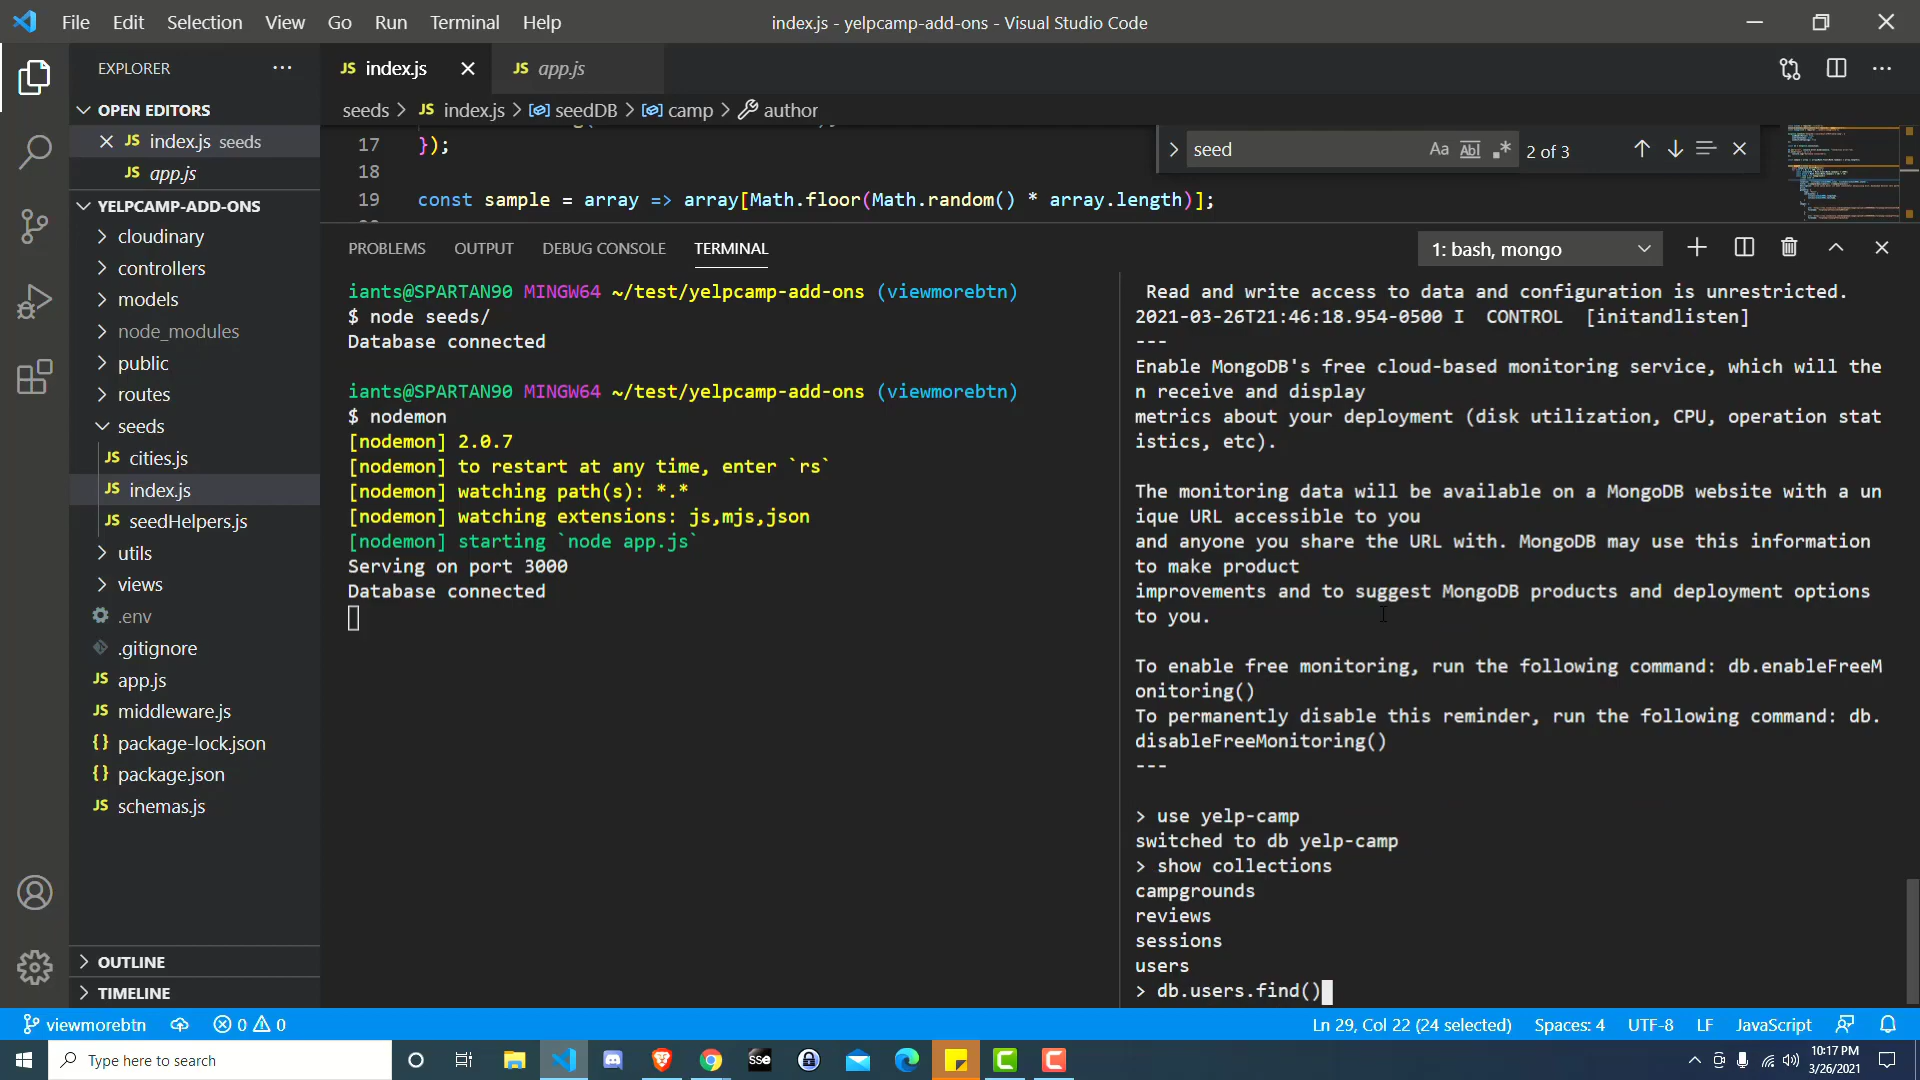 File Edit Selection View Go Run Terminal Help
index.js - yelpcamp-add-ons - Visual Studio Code
EXPLORER
OPEN EDITORS
JS index.js seeds
JS app.js
YELPCAMP-ADD-ONS
cloudinary
controllers
models
node_modules
public
routes
seeds
JS cities.js
JS index.js
JS seedHelpers.js
utils
views
.env
.gitignore
JS app.js
JS middleware.js
{} package-lock.json
{} package.json
JS schemas.js
OUTLINE
TIMELINE
JS index.js
JS app.js
seeds > JS index.js > seedDB > camp > author
17 });
18
19 const sample = array => array[Math.floor(Math.random() * array.length)];
seed
Aa Abl .*
2 of 3
PROBLEMS OUTPUT DEBUG CONSOLE TERMINAL
1: bash, mongo
iants@SPARTAN90 MINGW64 ~/test/yelpcamp-add-ons (viewmorebtn)
$ node seeds/
Database connected
iants@SPARTAN90 MINGW64 ~/test/yelpcamp-add-ons (viewmorebtn)
$ nodemon
[nodemon] 2.0.7
[nodemon] to restart at any time, enter `rs`
[nodemon] watching path(s): *.*
[nodemon] watching extensions: js,mjs,json
[nodemon] starting `node app.js`
Serving on port 3000
Database connected
Read and write access to data and configuration is unrestricted.
2021-03-26T21:46:18.954-0500 I  CONTROL  [initandlisten]
---
Enable MongoDB's free cloud-based monitoring service, which will the
n receive and display
metrics about your deployment (disk utilization, CPU, operation stat
istics, etc).
The monitoring data will be available on a MongoDB website with a un
ique URL accessible to you
and anyone you share the URL with. MongoDB may use this information
to make product
improvements and to suggest MongoDB products and deployment options
to you.
To enable free monitoring, run the following command: db.enableFreeM
onitoring()
To permanently disable this reminder, run the following command: db.
disableFreeMonitoring()
---
> use yelp-camp
switched to db yelp-camp
> show collections
campgrounds
reviews
sessions
users
> db.users.find()
viewmorebtn 0 0
Ln 29, Col 22 (24 selected) Spaces: 4 UTF-8 LF JavaScript
Type here to search
sse
10:17 PM
3/26/2021